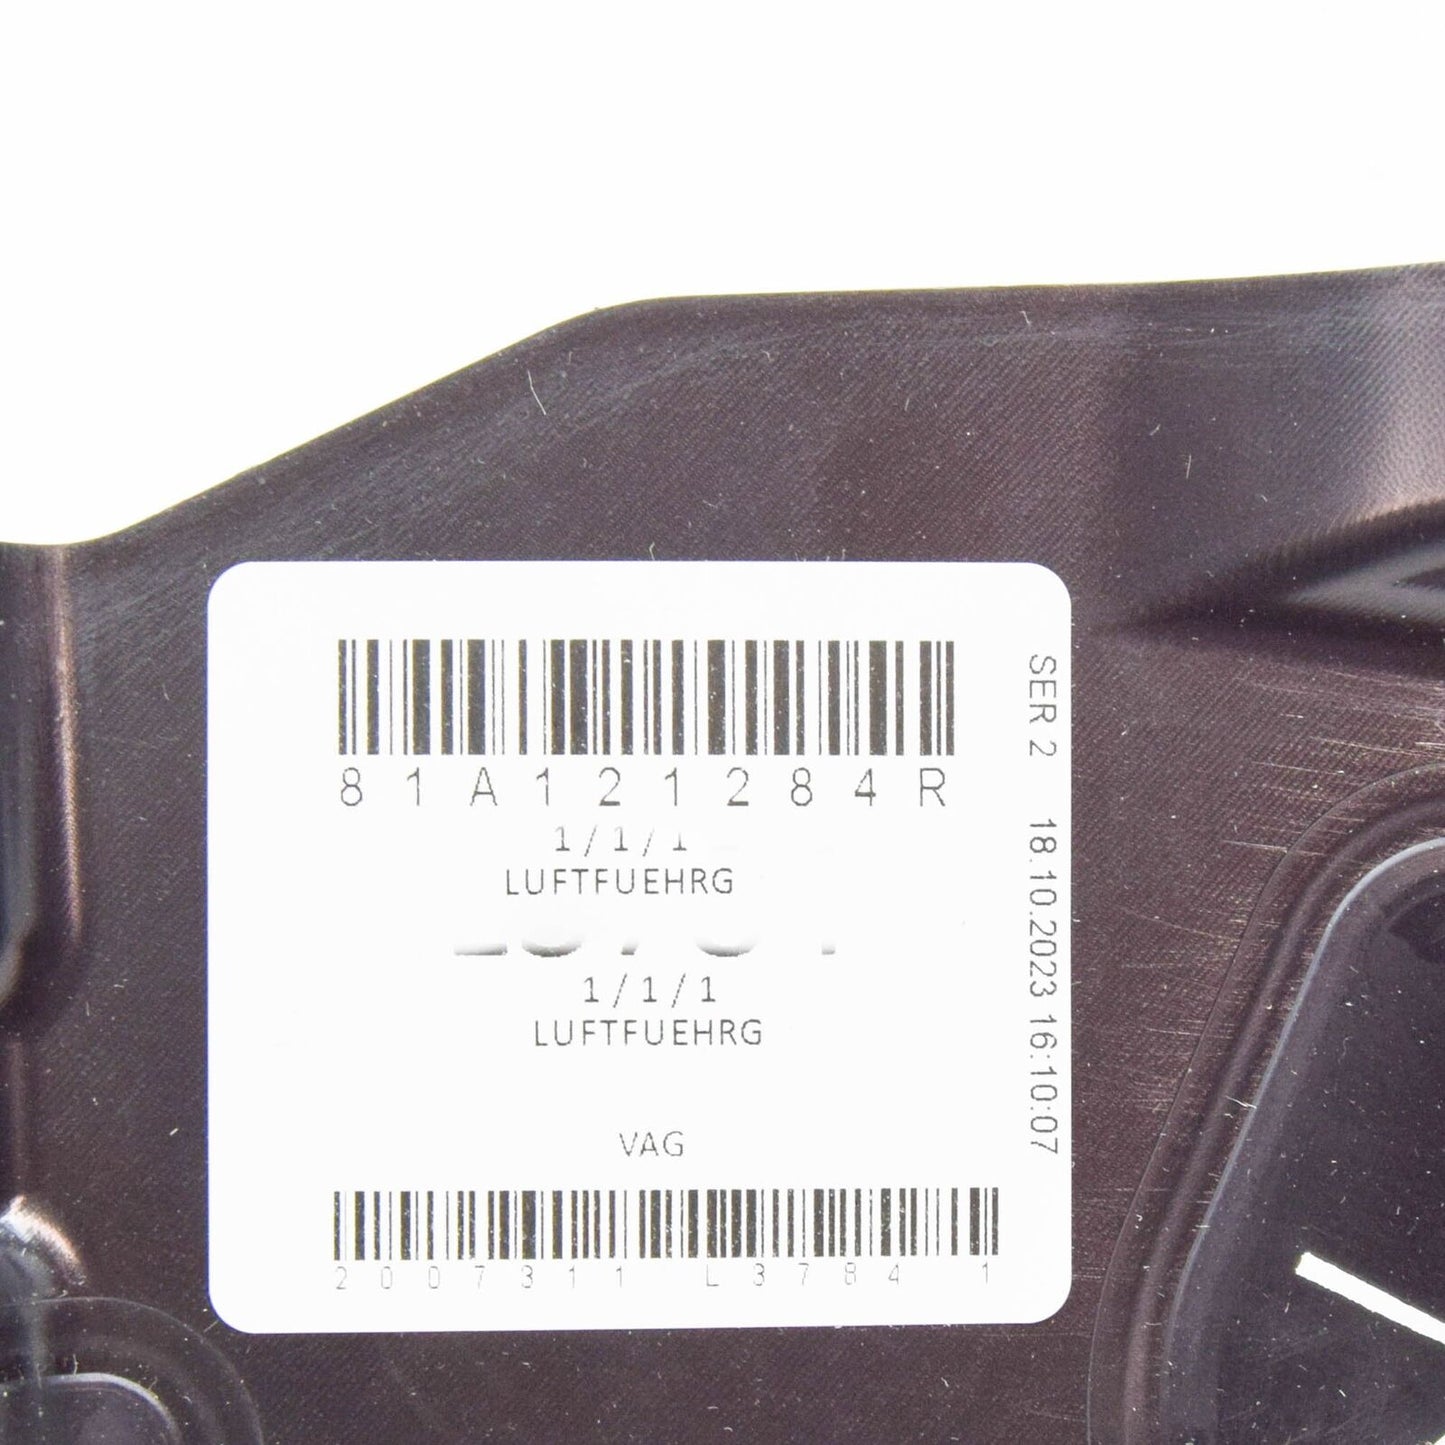 81A121284R
1/1/1
LUFTFUEHRG
1/1/1
LUFTFUEHRG
VAG
2007311 L3784 1
SER 2 18.10.2023 16:10:07